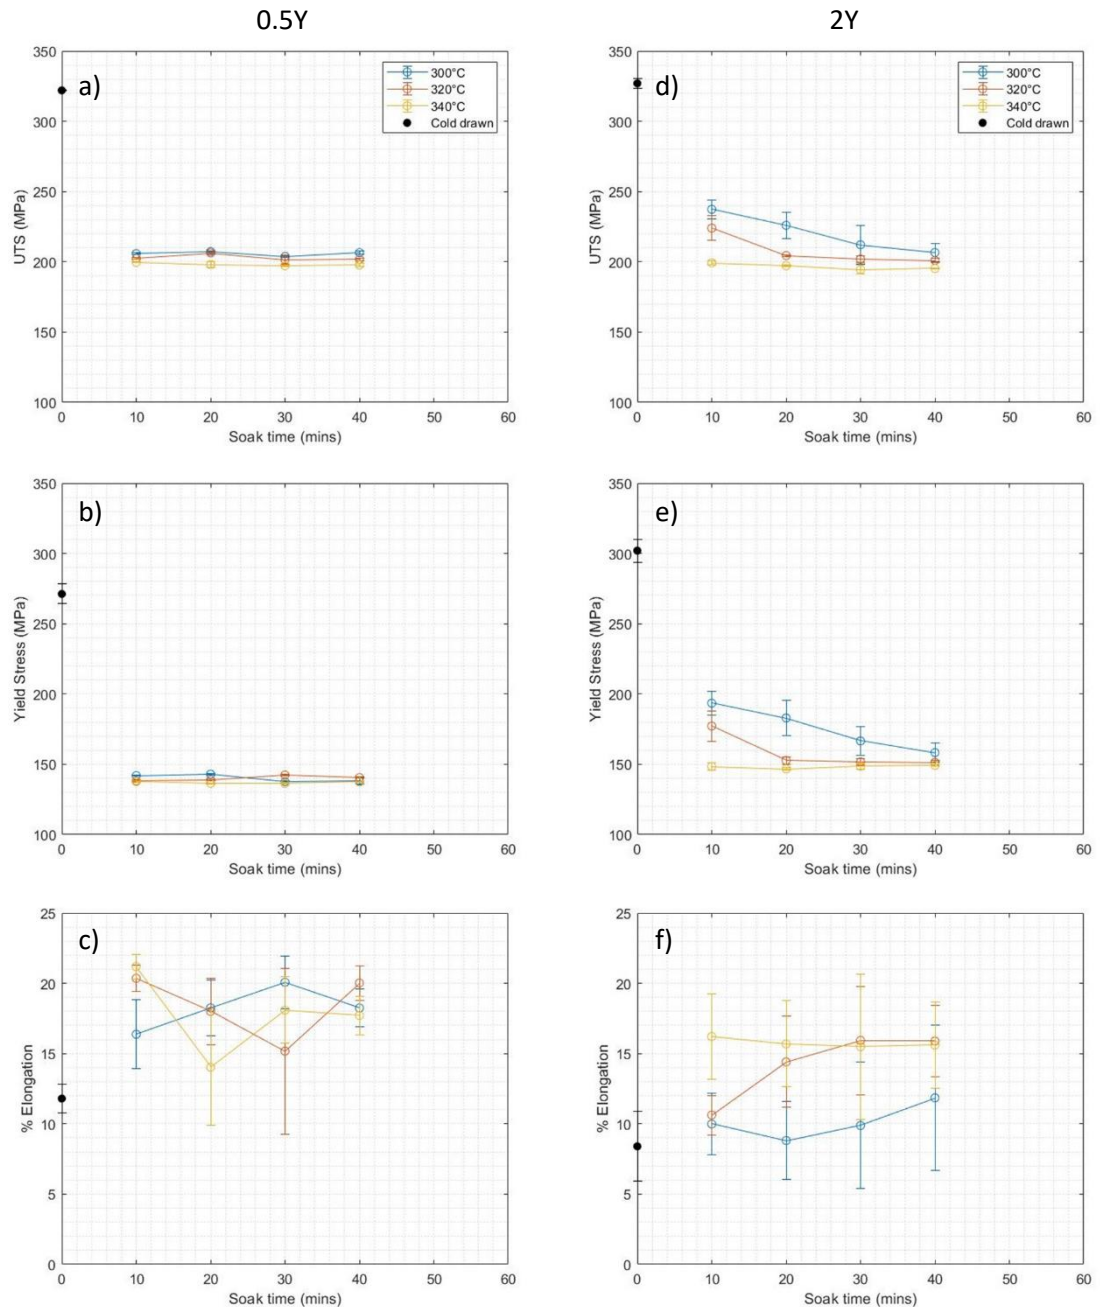 0.5Y
2Y
a)
350
300
250
200
150
100
UTS (MPa)
0 10 20 30 40 50 60
Soak time (mins)
300°C
320°C
340°C
Cold drawn
d)
350
300
250
200
150
100
UTS (MPa)
0 10 20 30 40 50 60
Soak time (mins)
300°C
320°C
340°C
Cold drawn
b)
350
300
250
200
150
100
Yield Stress (MPa)
0 10 20 30 40 50 60
Soak time (mins)
e)
350
300
250
200
150
100
Yield Stress (MPa)
0 10 20 30 40 50 60
Soak time (mins)
c)
25
20
15
10
5
0
% Elongation
0 10 20 30 40 50 60
Soak time (mins)
f)
25
20
15
10
5
0
% Elongation
0 10 20 30 40 50 60
Soak time (mins)